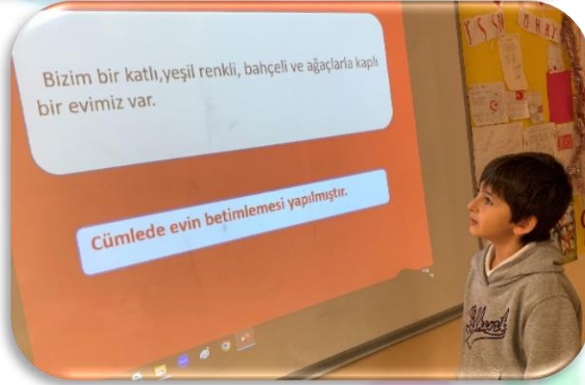 Bizim bir katlı,yeşil renkli, bahçeli ve ağaçlarla kaplı
bir evimiz var.
Cümlede evin betimlemesi yapılmıştır.